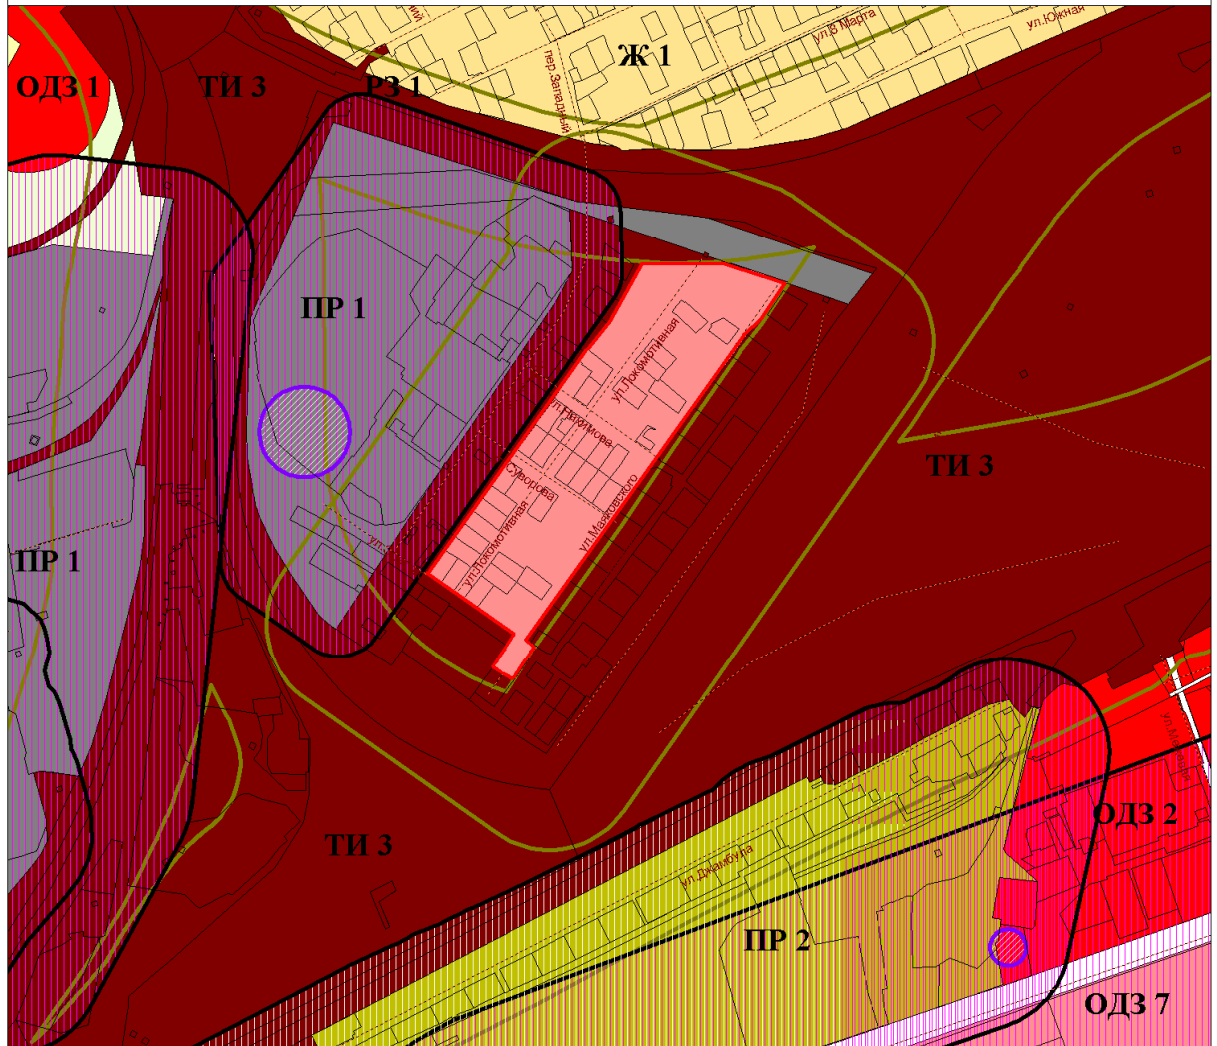 ул.8 Марта
ул.Южная
Ж 1
пер Западный
ОДЗ 1
ТИ 3
РЗ 1
ПР 1
ул.Локомотивная
ул.Нахимова
Суворова
ТИ 3
ул.Маяковского
ул.Локомотивная
ПР 1
ТИ 3
ОДЗ 2
ул.Джамбула
ПР 2
ОДЗ 7